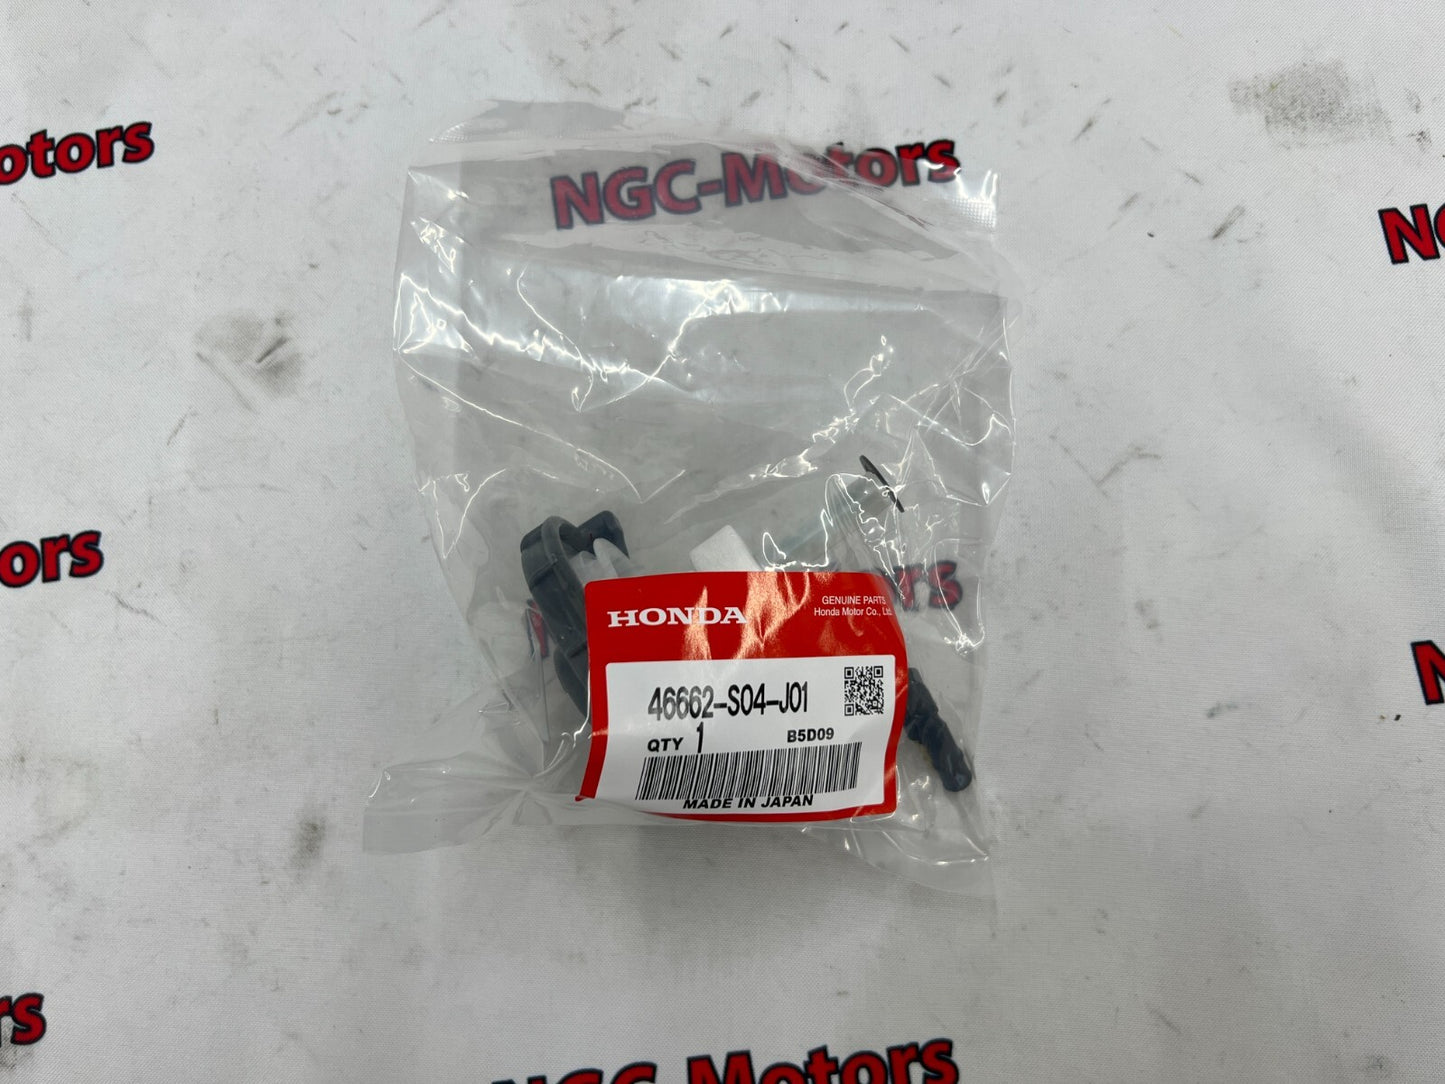 otors
NGC-Motors
NG
ors
ors
HONDA
GENUINE PARTS
Honda Motor Co., Ltd.
46662-S04-J01
QTY 1
B5D09
MADE IN JAPAN
N
rs
NGC-Motors